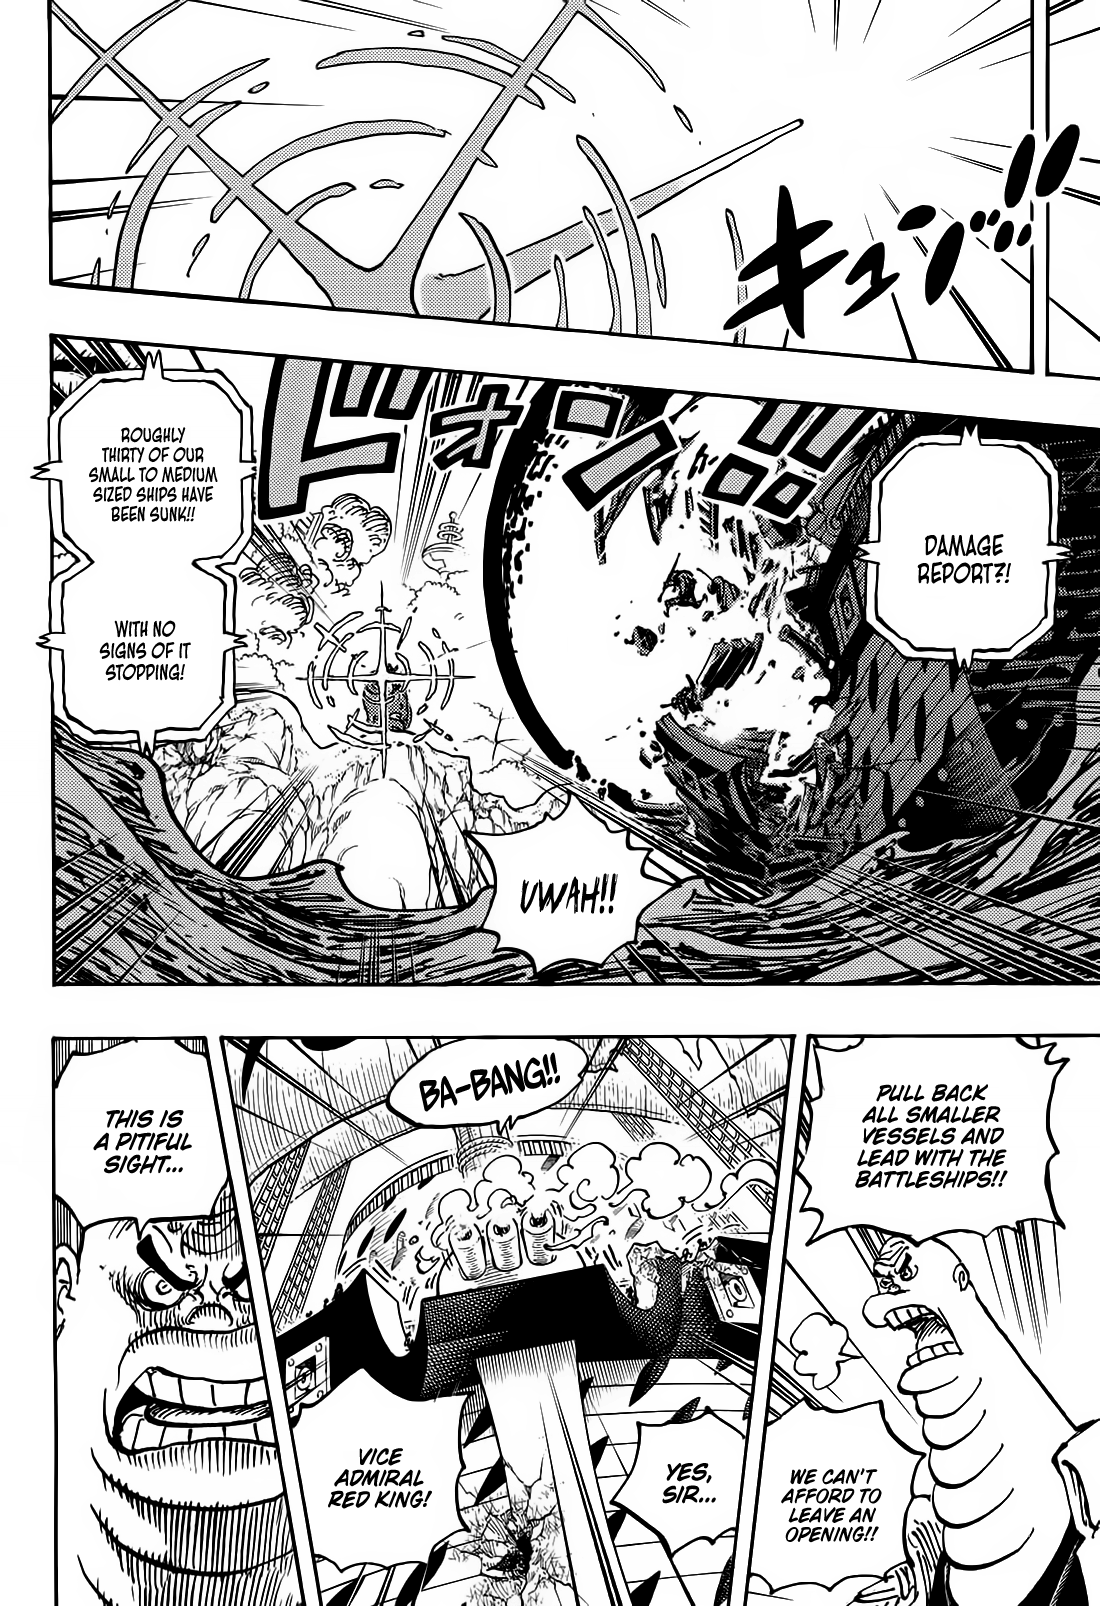 キュン!!
ドオオン!!
DAMAGE
REPORT?!
ROUGHLY
THIRTY OF OUR
SMALL TO MEDIUM
SIZED SHIPS HAVE
BEEN SUNK!!
WITH NO
SIGNS OF IT
STOPPING!
UWAH!!
PULL BACK
ALL SMALLER
VESSELS AND
LEAD WITH THE
BATTLESHIPS!!
WE CAN'T
AFFORD TO
LEAVE AN
OPENING!!
BA-BANG!!
YES,
SIR...
VICE
ADMIRAL
RED KING!
THIS IS
A PITIFUL
SIGHT...